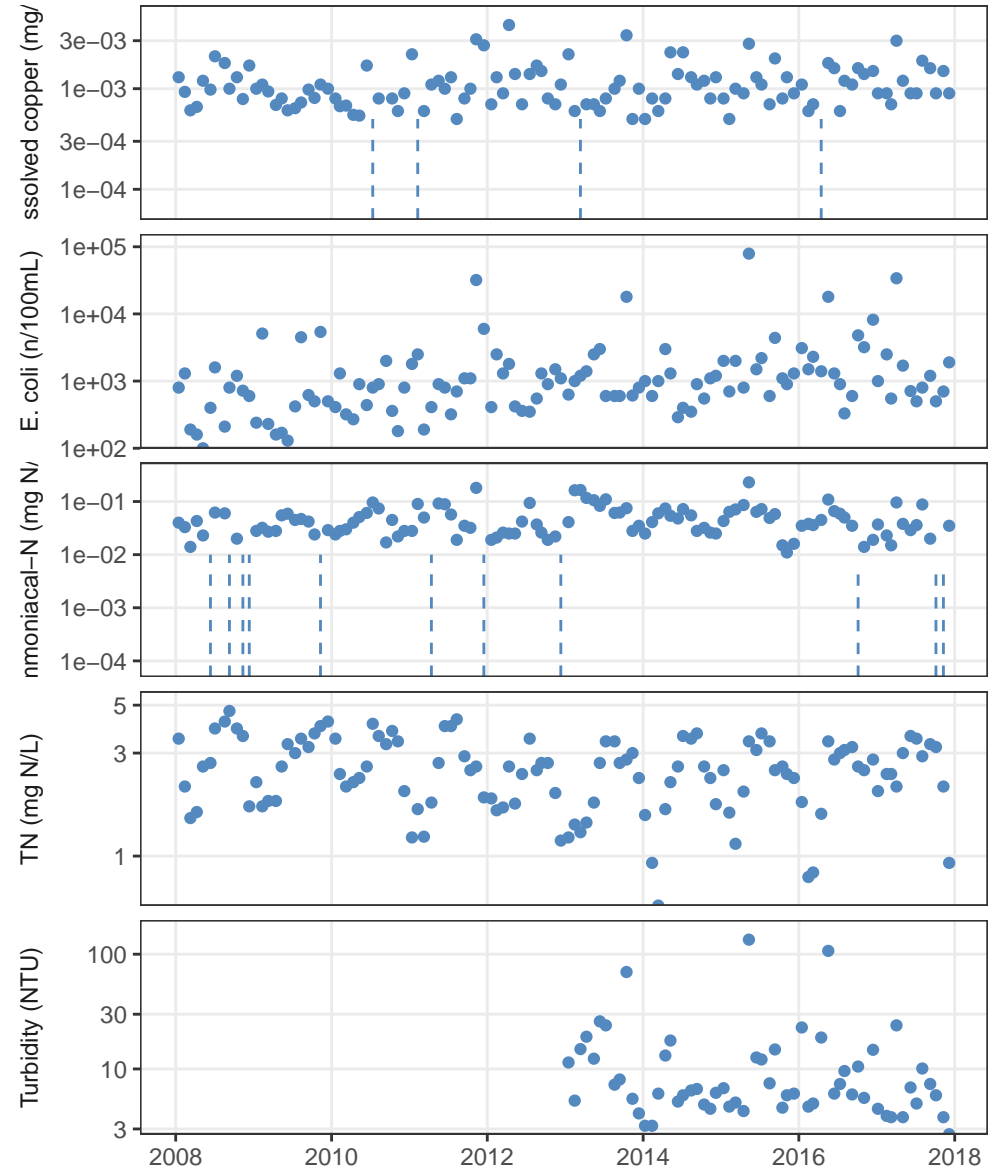 ssolved copper (mg/
3e−03
1e−03
3e−04
1e−04
E. coli (n/100mL)
1e+05
1e+04
1e+03
1e+02
nmoniacal−N (mg N/
1e−01
1e−02
1e−03
1e−04
TN (mg N/L)
5
3
1
Turbidity (NTU)
100
30
10
3
2008 2010 2012 2014 2016 2018